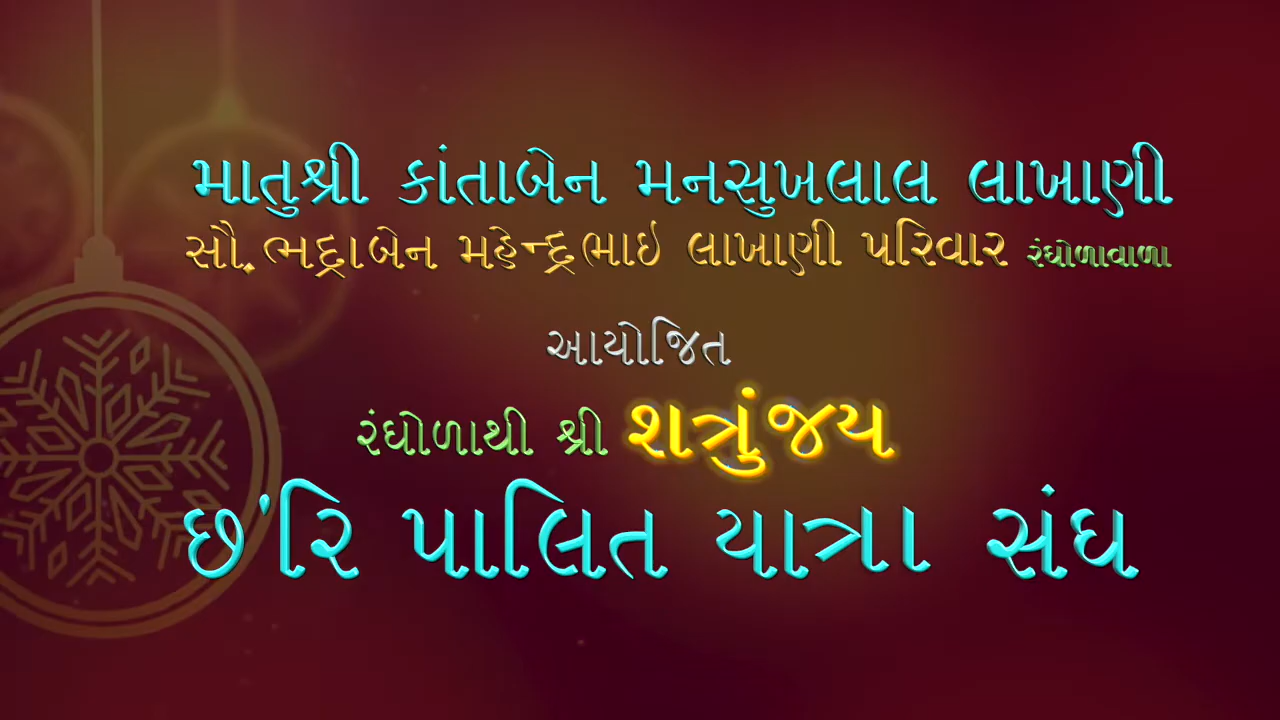 માતુશ્રી કાંતાબેન મનસુખલાલ લાખાણી
સૌ. ભદ્રાબેન મહેન્દ્રભાઇ લાખાણી પરિવાર રંઘોળાવાળા
આયોજિત
રંઘોળાથી શ્રી શત્રુંજય
છ'રિ પાલિત યાત્રા સંઘ